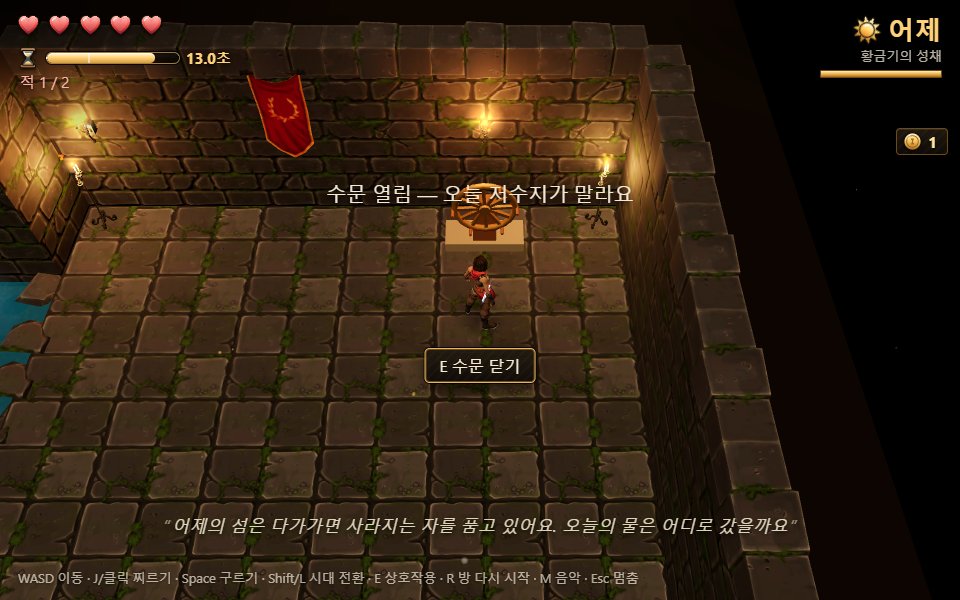 13.0초
적 1 / 2
어제
황금기의 성채
1
수문 열림 — 오늘 저수지가 말라요
E 수문 닫기
“어제의 섬은 다가가면 사라지는 자를 품고 있어요. 오늘의 물은 어디로 갔을까요”
WASD 이동 · J/클릭 찌르기 · Space 구르기 · Shift/L 시대 전환 · E 상호작용 · R 방 다시 시작 · M 음악 · Esc 멈춤